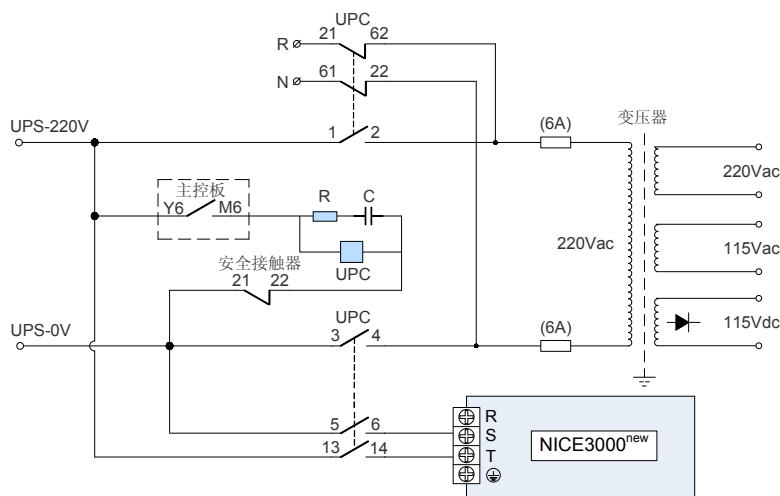 UPC
R 21 62
N 61 22
UPS-220V
1 2
(6A)
变压器
220Vac
主控板
Y6 M6
R C
UPC
220Vac
115Vac
安全接触器
21 22
UPC
UPS-0V
3 4
(6A)
115Vdc
5 6
13 14
R
S
T
NICE3000new